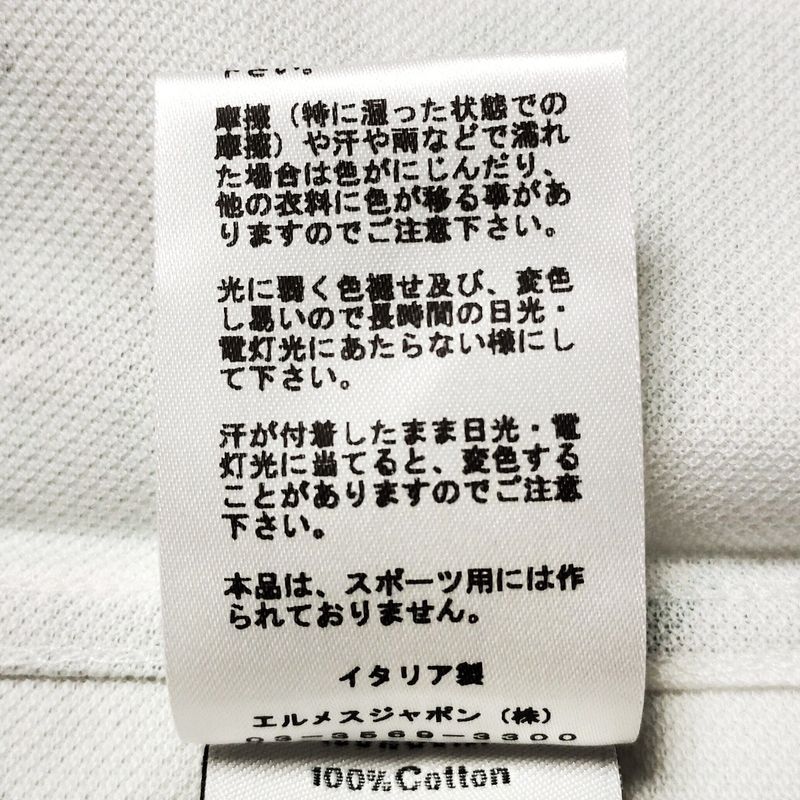 下さい。
摩擦（特に湿った状態での
摩擦）や汗や雨などで濡れ
た場合は色がにじんだり、
他の衣料に色が移る事があ
りますのでご注意下さい。
光に弱く色褪せ及び、変色
し易いので長時間の日光・
電灯光にあたらない様にし
て下さい。
汗が付着したまま日光・電
灯光に当てると、変色する
ことがありますのでご注意
下さい。
本品は、スポーツ用には作
られておりません。
イタリア製
エルメスジャポン（株）
03-3569-3300
100%Cotton